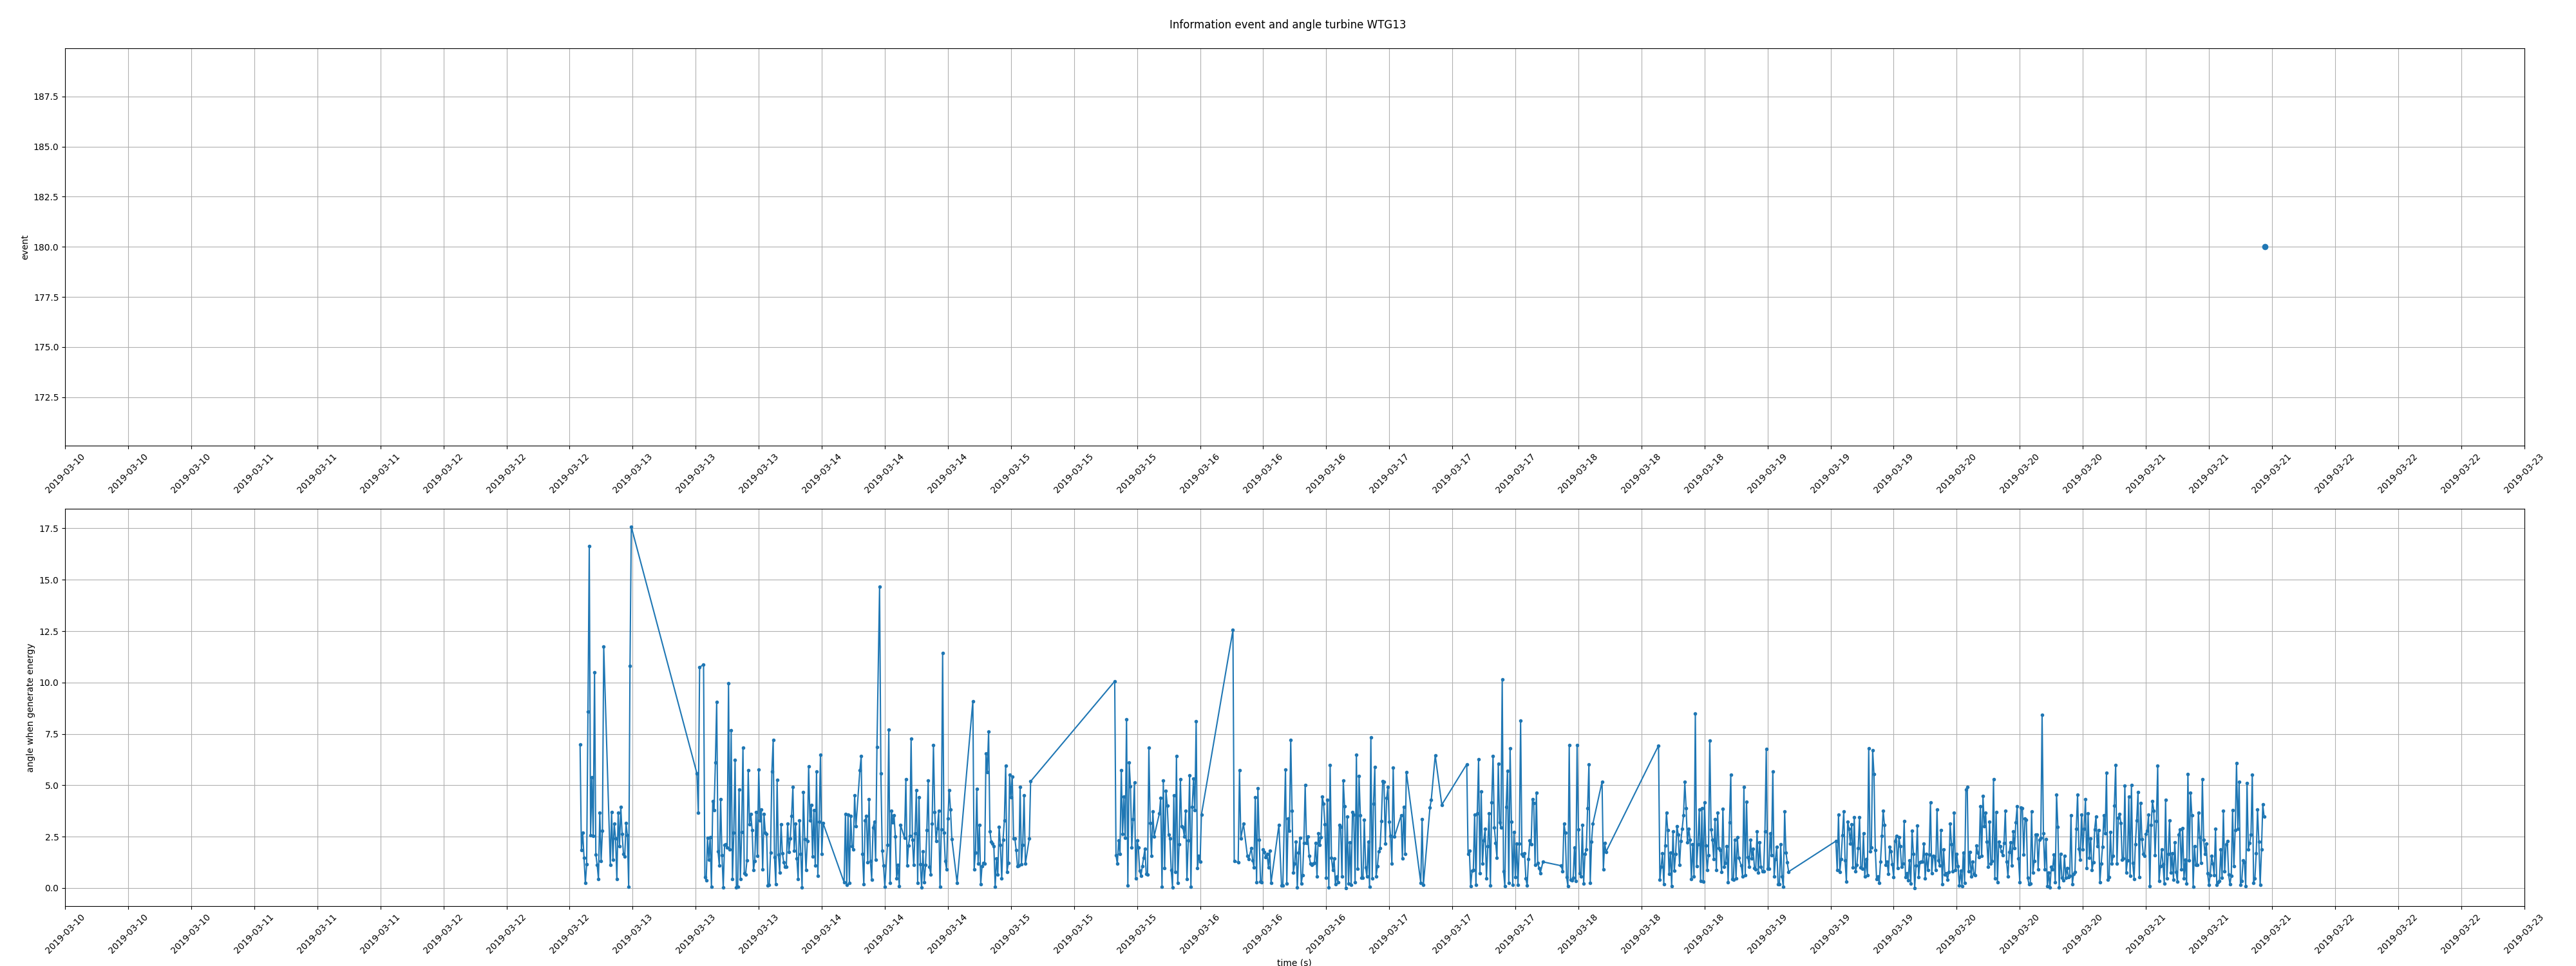 Information event and angle turbine WTG13
187.5
185.0
182.5
180.0
177.5
175.0
172.5
event
2019-03-10 2019-03-10 2019-03-10 2019-03-11 2019-03-11 2019-03-11 2019-03-12 2019-03-12 2019-03-12 2019-03-13 2019-03-13 2019-03-13 2019-03-14 2019-03-14 2019-03-14 2019-03-15 2019-03-15 2019-03-15 2019-03-16 2019-03-16 2019-03-16 2019-03-17 2019-03-17 2019-03-17 2019-03-18 2019-03-18 2019-03-18 2019-03-19 2019-03-19 2019-03-19 2019-03-20 2019-03-20 2019-03-20 2019-03-21 2019-03-21 2019-03-21 2019-03-22 2019-03-22 2019-03-22 2019-03-23
17.5
15.0
12.5
10.0
7.5
5.0
2.5
0.0
angle when generate energy
2019-03-10 2019-03-10 2019-03-10 2019-03-11 2019-03-11 2019-03-11 2019-03-12 2019-03-12 2019-03-12 2019-03-13 2019-03-13 2019-03-13 2019-03-14 2019-03-14 2019-03-14 2019-03-15 2019-03-15 2019-03-15 2019-03-16 2019-03-16 2019-03-16 2019-03-17 2019-03-17 2019-03-17 2019-03-18 2019-03-18 2019-03-18 2019-03-19 2019-03-19 2019-03-19 2019-03-20 2019-03-20 2019-03-20 2019-03-21 2019-03-21 2019-03-21 2019-03-22 2019-03-22 2019-03-22 2019-03-23
time (s)